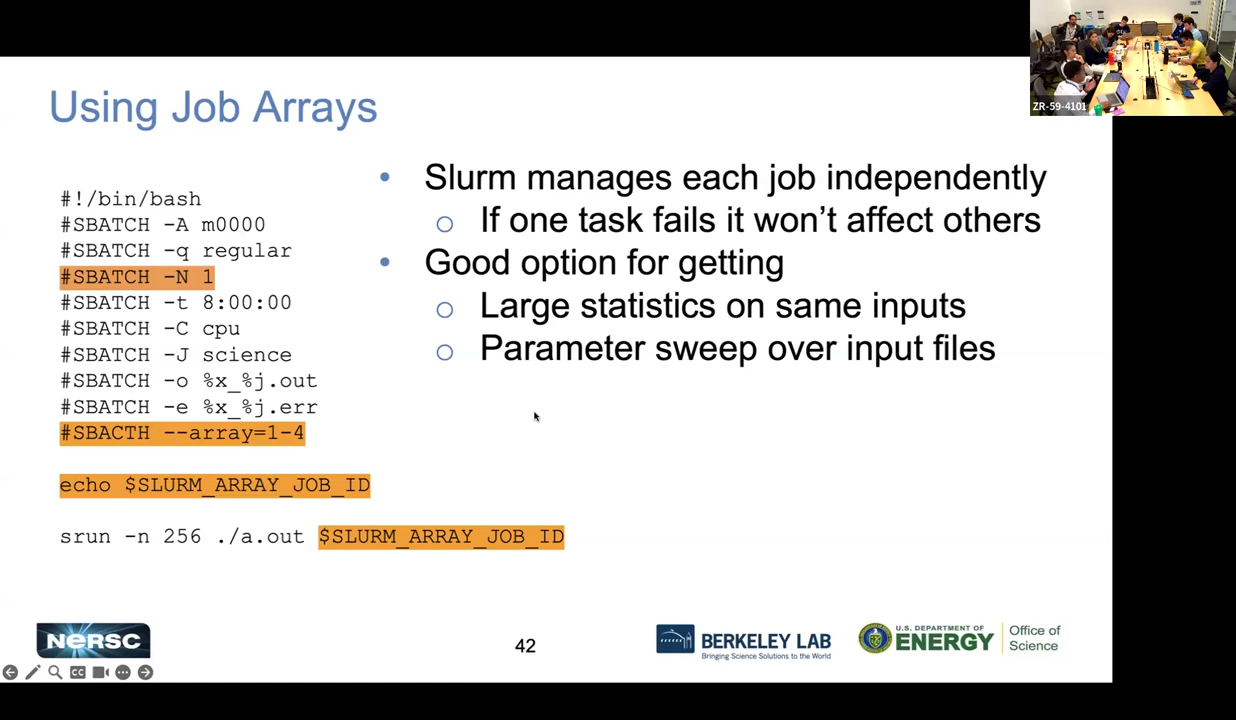 ZR-59-4101
Using Job Arrays
#!/bin/bash
#SBATCH -A m0000
#SBATCH -q regular
#SBATCH -N 1
#SBATCH -t 8:00:00
#SBATCH -C cpu
#SBATCH -J science
#SBATCH -o %x_%j.out
#SBATCH -e %x_%j.err
#SBACTH --array=1-4
echo $SLURM_ARRAY_JOB_ID
srun -n 256 ./a.out $SLURM_ARRAY_JOB_ID
• Slurm manages each job independently
○ If one task fails it won’t affect others
• Good option for getting
○ Large statistics on same inputs
○ Parameter sweep over input files
NERSC
42
BERKELEY LAB
Bringing Science Solutions to the World
U.S. DEPARTMENT OF
ENERGY
Office of
Science
CC